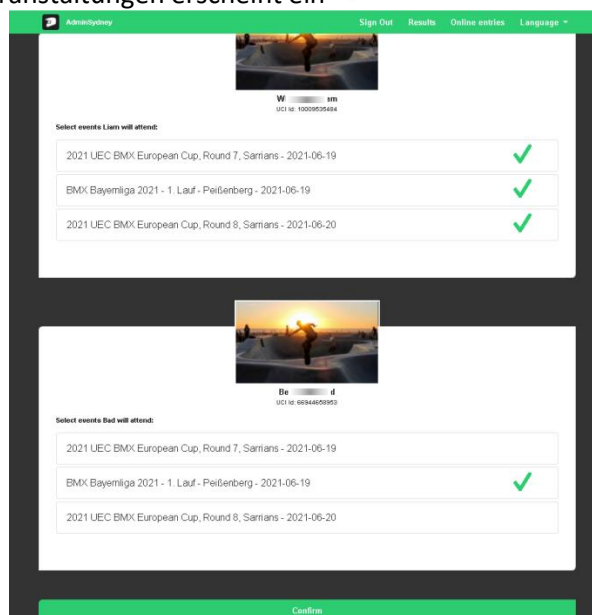 erscheint ein
AdminSydney
Sign Out Results Online entries Language
UCI Id: 10009535484
Select events Liam will attend:
2021 UEC BMX European Cup, Round 7, Sarrians - 2021-06-19
BMX Bayernliga 2021 - 1. Lauf - Peißenberg - 2021-06-19
2021 UEC BMX European Cup, Round 8, Sarrians - 2021-06-20
UCI Id: 66944658953
Select events Bad will attend:
2021 UEC BMX European Cup, Round 7, Sarrians - 2021-06-19
BMX Bayernliga 2021 - 1. Lauf - Peißenberg - 2021-06-19
2021 UEC BMX European Cup, Round 8, Sarrians - 2021-06-20
Confirm